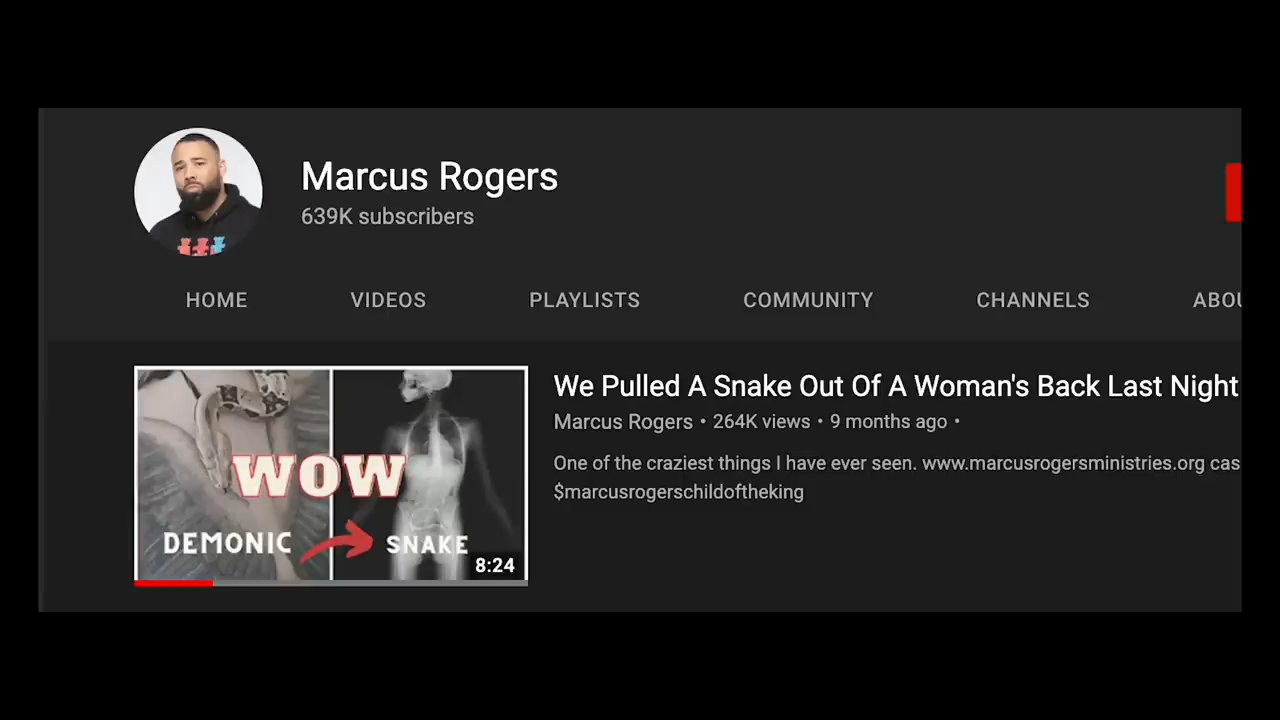 Marcus Rogers
639K subscribers
HOME VIDEOS PLAYLISTS COMMUNITY CHANNELS ABOU
WOW
DEMONIC SNAKE
8:24
We Pulled A Snake Out Of A Woman's Back Last Night
Marcus Rogers • 264K views • 9 months ago •
One of the craziest things I have ever seen. www.marcusrogersministries.org cas
$marcusrogerschildoftheking